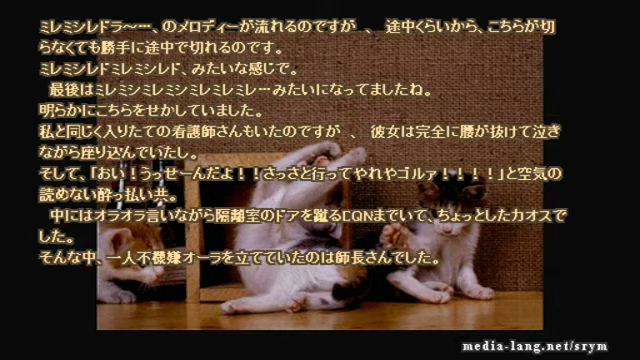 ミレミシレドラ～…、のメロディーが流れるのですが 、 途中くらいから、こちらが切
らなくても勝手に途中で切れるのです。
ミレミシレドミレミシレド、みたいな感じで。
最後はミレミシミレミシミレミレミレ…みたいになってましたね。
明らかにこちらをせかしていました。
私と同じく入りたての看護師さんもいたのですが 、 彼女は完全に腰が抜けて泣き
ながら座り込んでいたし。
そして、「おい！うっせーんだよ！！さっさと行ってやれやゴルァ！！！！」と空気の
読めない酔っ払い共。
中にはオラオラ言いながら隔離室のドアを蹴るDQNまでいて、ちょっとしたカオスで
した。
そんな中、一人不機嫌オーラを立てていたのは師長さんでした。
media-lang.net/srym